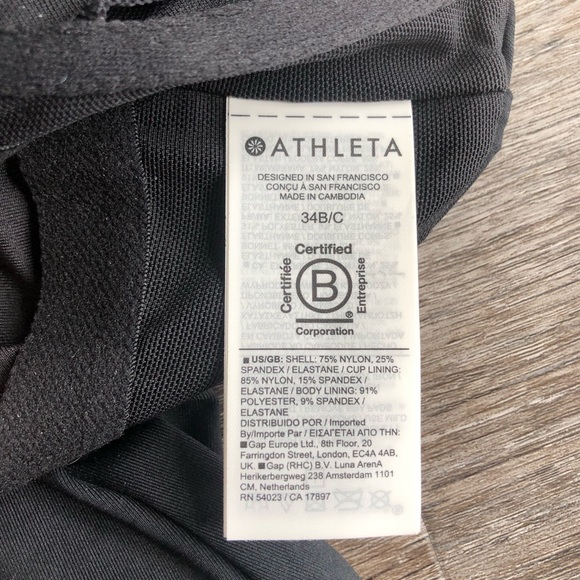 ATHLETA
DESIGNED IN SAN FRANCISCO
CONÇU À SAN FRANCISCO
MADE IN CAMBODIA
34B/C
Certified
Certifiée
B
Entreprise
®
Corporation
■ US/GB: SHELL: 75% NYLON, 25%
SPANDEX / ELASTANE / CUP LINING:
85% NYLON, 15% SPANDEX /
ELASTANE / BODY LINING: 91%
POLYESTER, 9% SPANDEX /
ELASTANE
DISTRIBUIDO POR / Imported
By/Importe Par / ΕΙΣΑΓΕΤΑΙ ΑΠΟ ΤΗΝ:
■ Gap Europe Ltd., 8th Floor, 20
Farringdon Street, London, EC4A 4AB,
UK. ■ Gap (RHC) B.V. Luna ArenA
Herikerbergweg 238 Amsterdam 1101
CM. Netherlands
RN 54023 / CA 17897